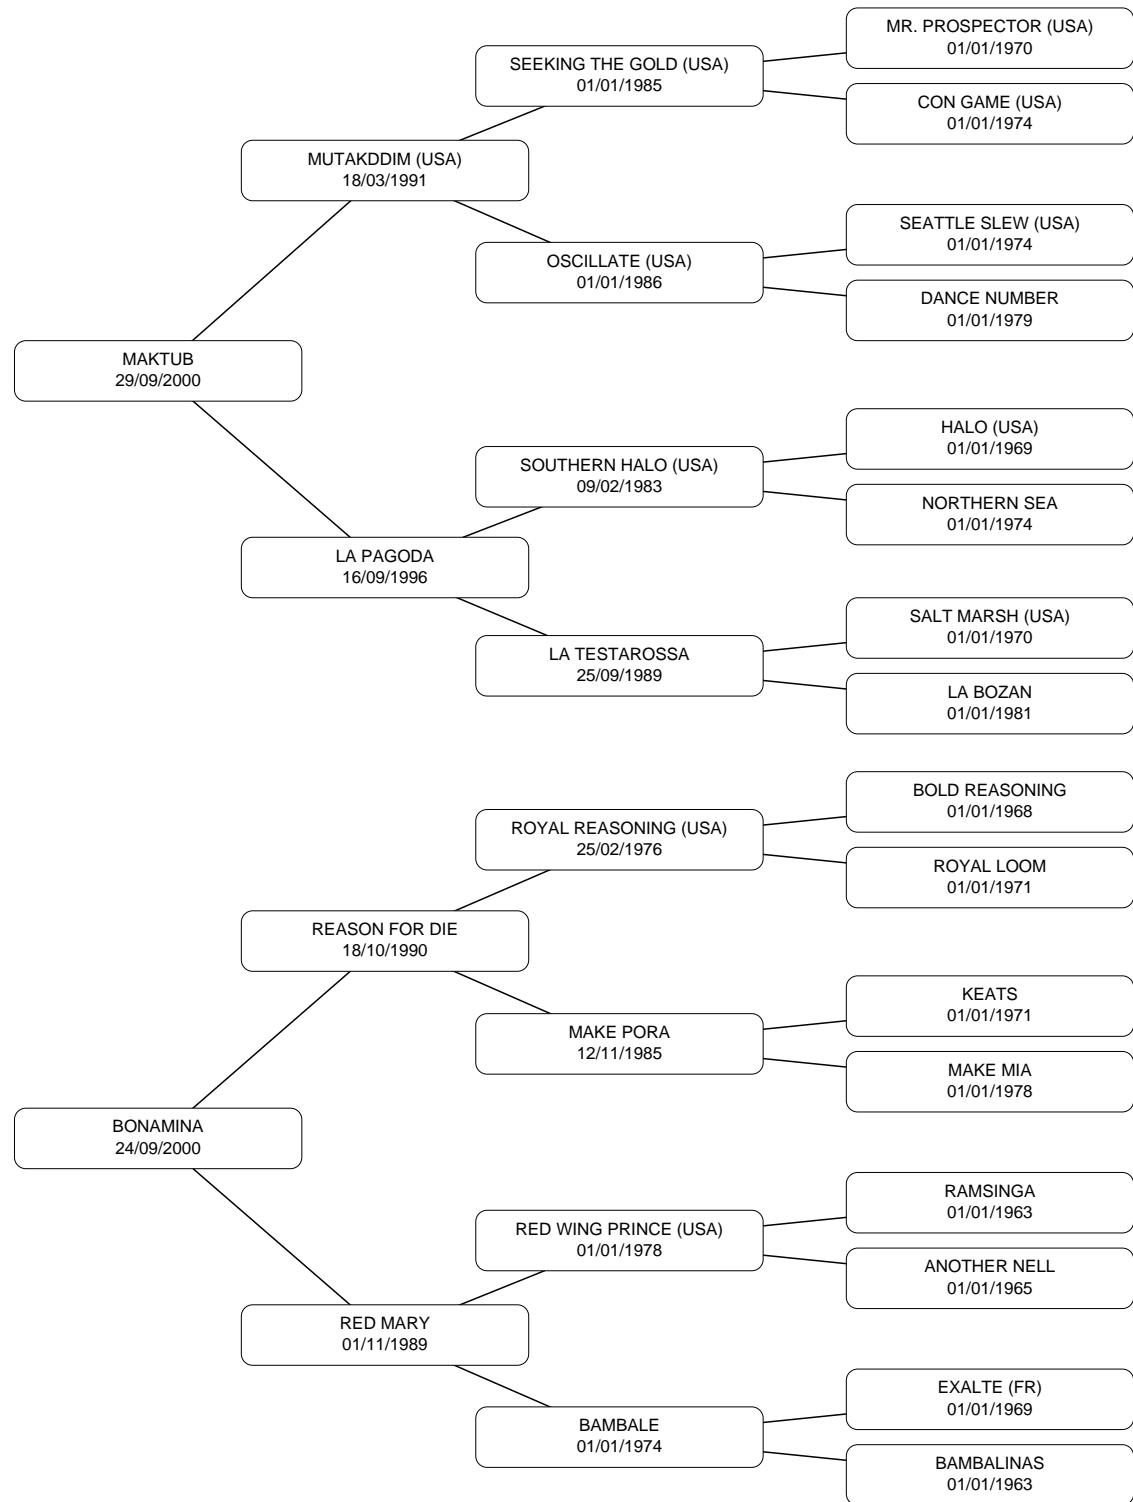 MR. PROSPECTOR (USA)
01/01/1970
SEEKING THE GOLD (USA)
01/01/1985
CON GAME (USA)
01/01/1974
MUTAKDDIM (USA)
18/03/1991
SEATTLE SLEW (USA)
01/01/1974
OSCILLATE (USA)
01/01/1986
DANCE NUMBER
01/01/1979
MAKTUB
29/09/2000
HALO (USA)
01/01/1969
SOUTHERN HALO (USA)
09/02/1983
NORTHERN SEA
01/01/1974
LA PAGODA
16/09/1996
SALT MARSH (USA)
01/01/1970
LA TESTAROSSA
25/09/1989
LA BOZAN
01/01/1981
BOLD REASONING
01/01/1968
ROYAL REASONING (USA)
25/02/1976
ROYAL LOOM
01/01/1971
REASON FOR DIE
18/10/1990
KEATS
01/01/1971
MAKE PORA
12/11/1985
MAKE MIA
01/01/1978
BONAMINA
24/09/2000
RAMSINGA
01/01/1963
RED WING PRINCE (USA)
01/01/1978
ANOTHER NELL
01/01/1965
RED MARY
01/11/1989
EXALTE (FR)
01/01/1969
BAMBALE
01/01/1974
BAMBALINAS
01/01/1963